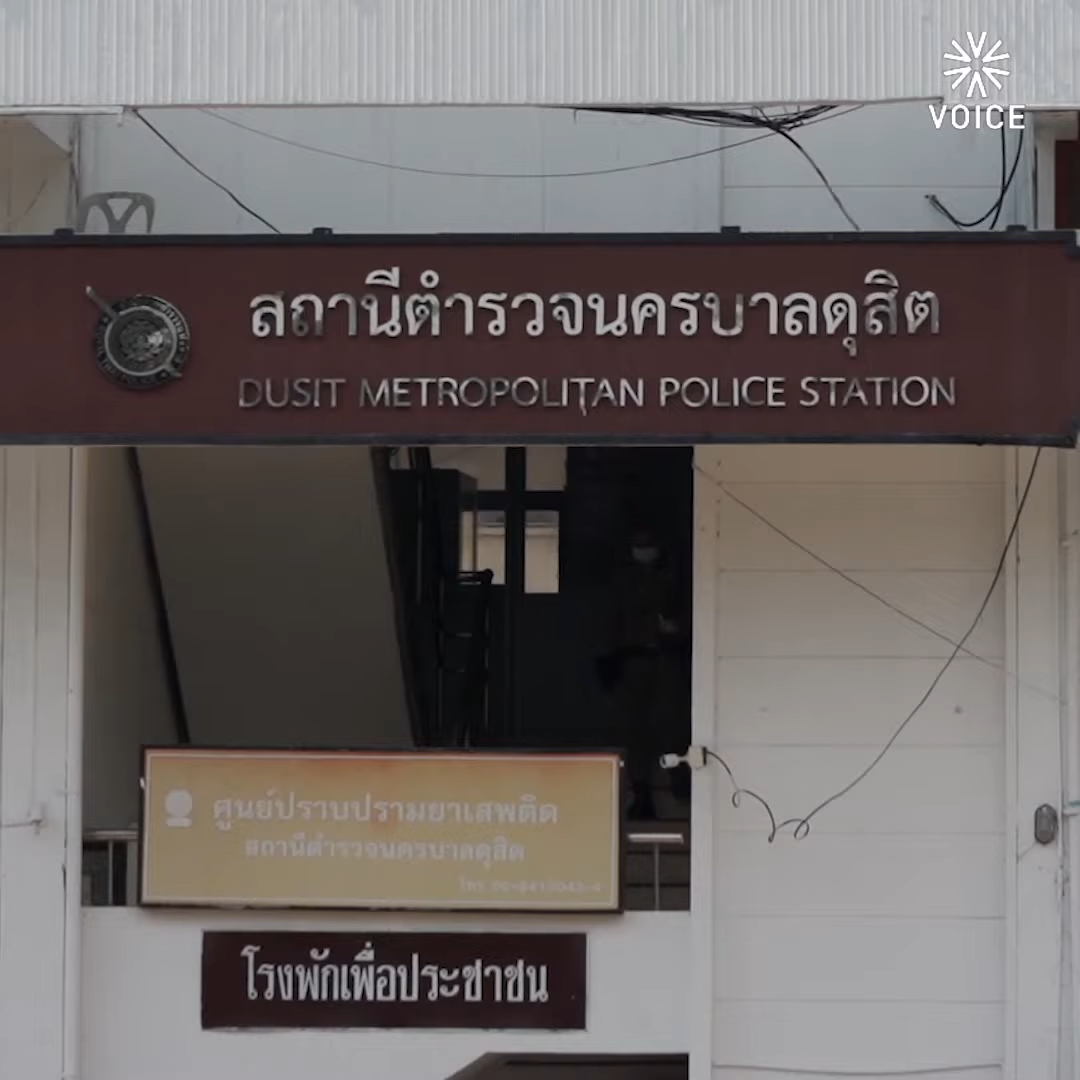 VOICE
สถานีตำรวจนครบาลดุสิต
DUSIT METROPOLITAN POLICE STATION
ศูนย์ปราบปรามยาเสพติด
สถานีตำรวจนครบาลดุสิต
โทร.
โรงพักเพื่อประชาชน